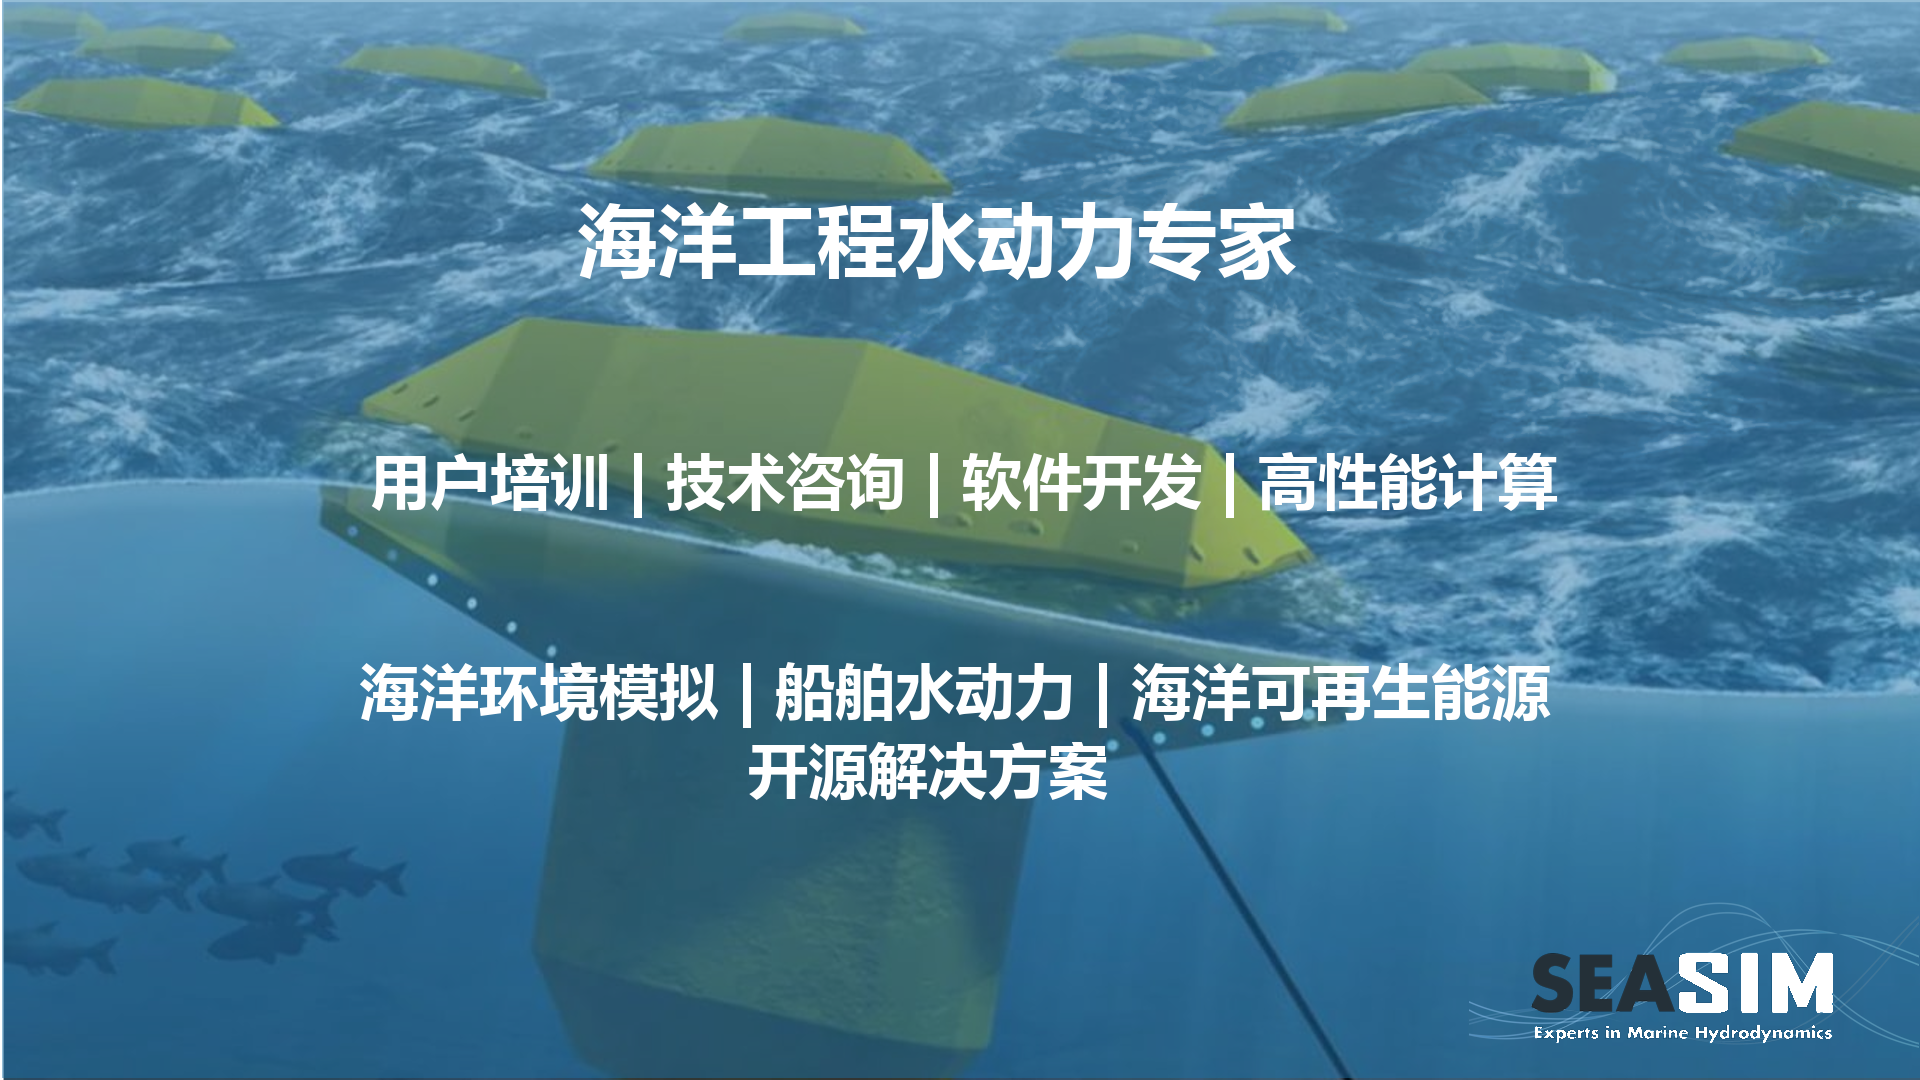 海洋工程水动力专家
用户培训 | 技术咨询 | 软件开发 | 高性能计算
海洋环境模拟 | 船舶水动力 | 海洋可再生能源
开源解决方案
SEASIM
Experts in Marine Hydrodynamics